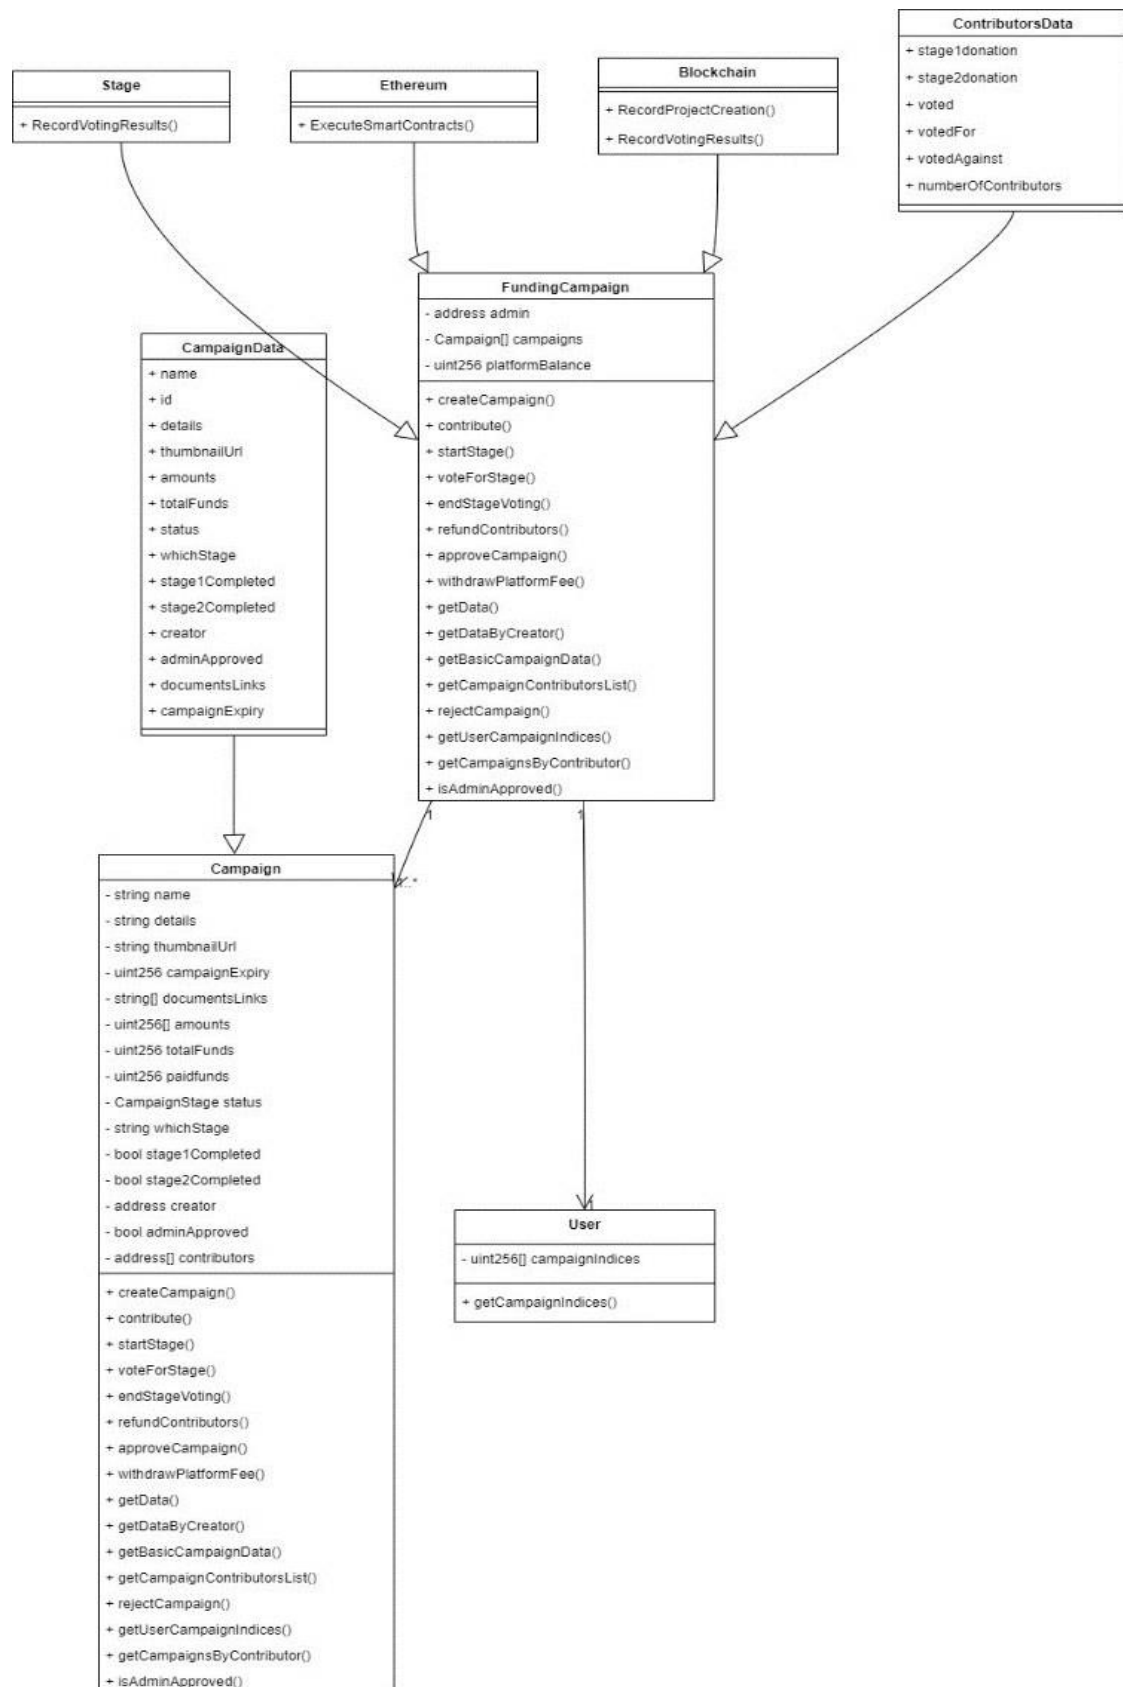 Stage
+ RecordVotingResults()
Ethereum
+ ExecuteSmartContracts()
Blockchain
+ RecordProjectCreation()
+ RecordVotingResults()
ContributorsData
+ stage1donation
+ stage2donation
+ voted
+ votedFor
+ votedAgainst
+ numberOfContributors
CampaignData
+ name
+ id
+ details
+ thumbnailUrl
+ amounts
+ totalFunds
+ status
+ whichStage
+ stage1Completed
+ stage2Completed
+ creator
+ adminApproved
+ documentsLinks
+ campaignExpiry
FundingCampaign
- address admin
- Campaign[] campaigns
- uint256 platformBalance
+ createCampaign()
+ contribute()
+ startStage()
+ voteForStage()
+ endStageVoting()
+ refundContributors()
+ approveCampaign()
+ withdrawPlatformFee()
+ getData()
+ getDataByCreator()
+ getBasicCampaignData()
+ getCampaignContributorsList()
+ rejectCampaign()
+ getUserCampaignIndices()
+ getCampaignsByContributor()
+ isAdminApproved()
1
1
1..*
Campaign
- string name
- string details
- string thumbnailUrl
- uint256 campaignExpiry
- string[] documentsLinks
- uint256[] amounts
- uint256 totalFunds
- uint256 paidfunds
- CampaignStage status
- string whichStage
- bool stage1Completed
- bool stage2Completed
- address creator
- bool adminApproved
- address[] contributors
+ createCampaign()
+ contribute()
+ startStage()
+ voteForStage()
+ endStageVoting()
+ refundContributors()
+ approveCampaign()
+ withdrawPlatformFee()
+ getData()
+ getDataByCreator()
+ getBasicCampaignData()
+ getCampaignContributorsList()
+ rejectCampaign()
+ getUserCampaignIndices()
+ getCampaignsByContributor()
+ isAdminApproved()
1
User
- uint256[] campaignIndices
+ getCampaignIndices()